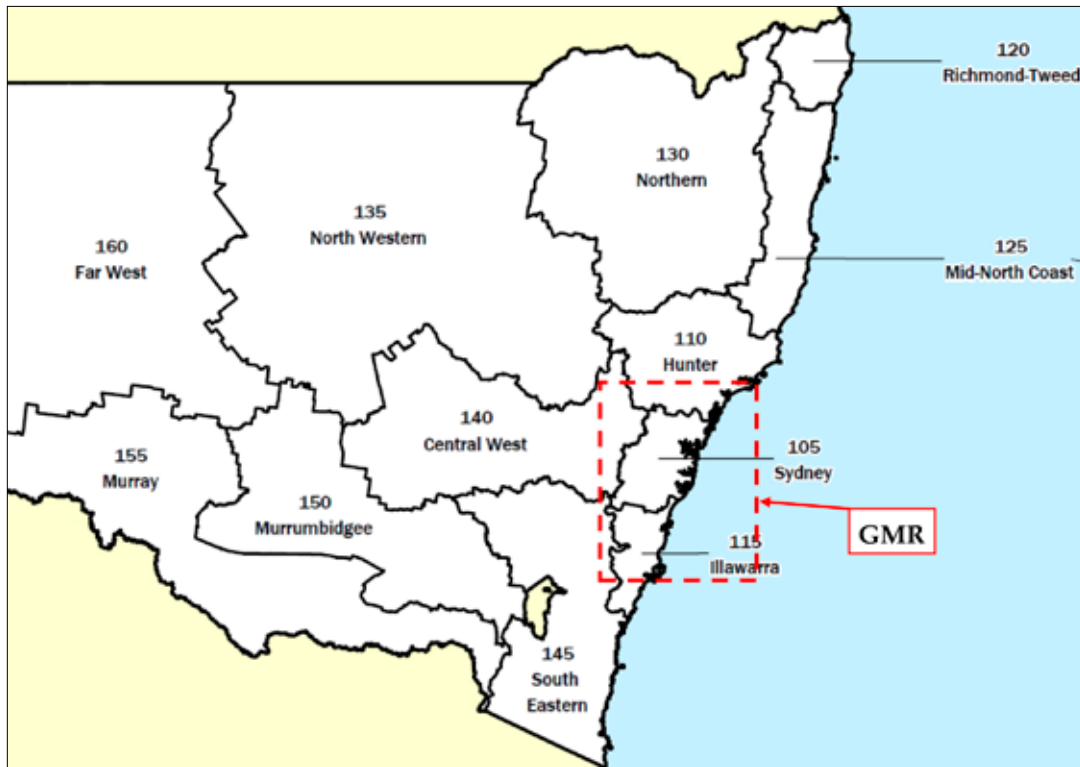 120
Richmond-Tweed
130
Northern
135
North Western
160
Far West
125
Mid-North Coast
110
Hunter
140
Central West
105
Sydney
155
Murray
150
Murrumbidgee
GMR
115
Illawarra
145
South
Eastern